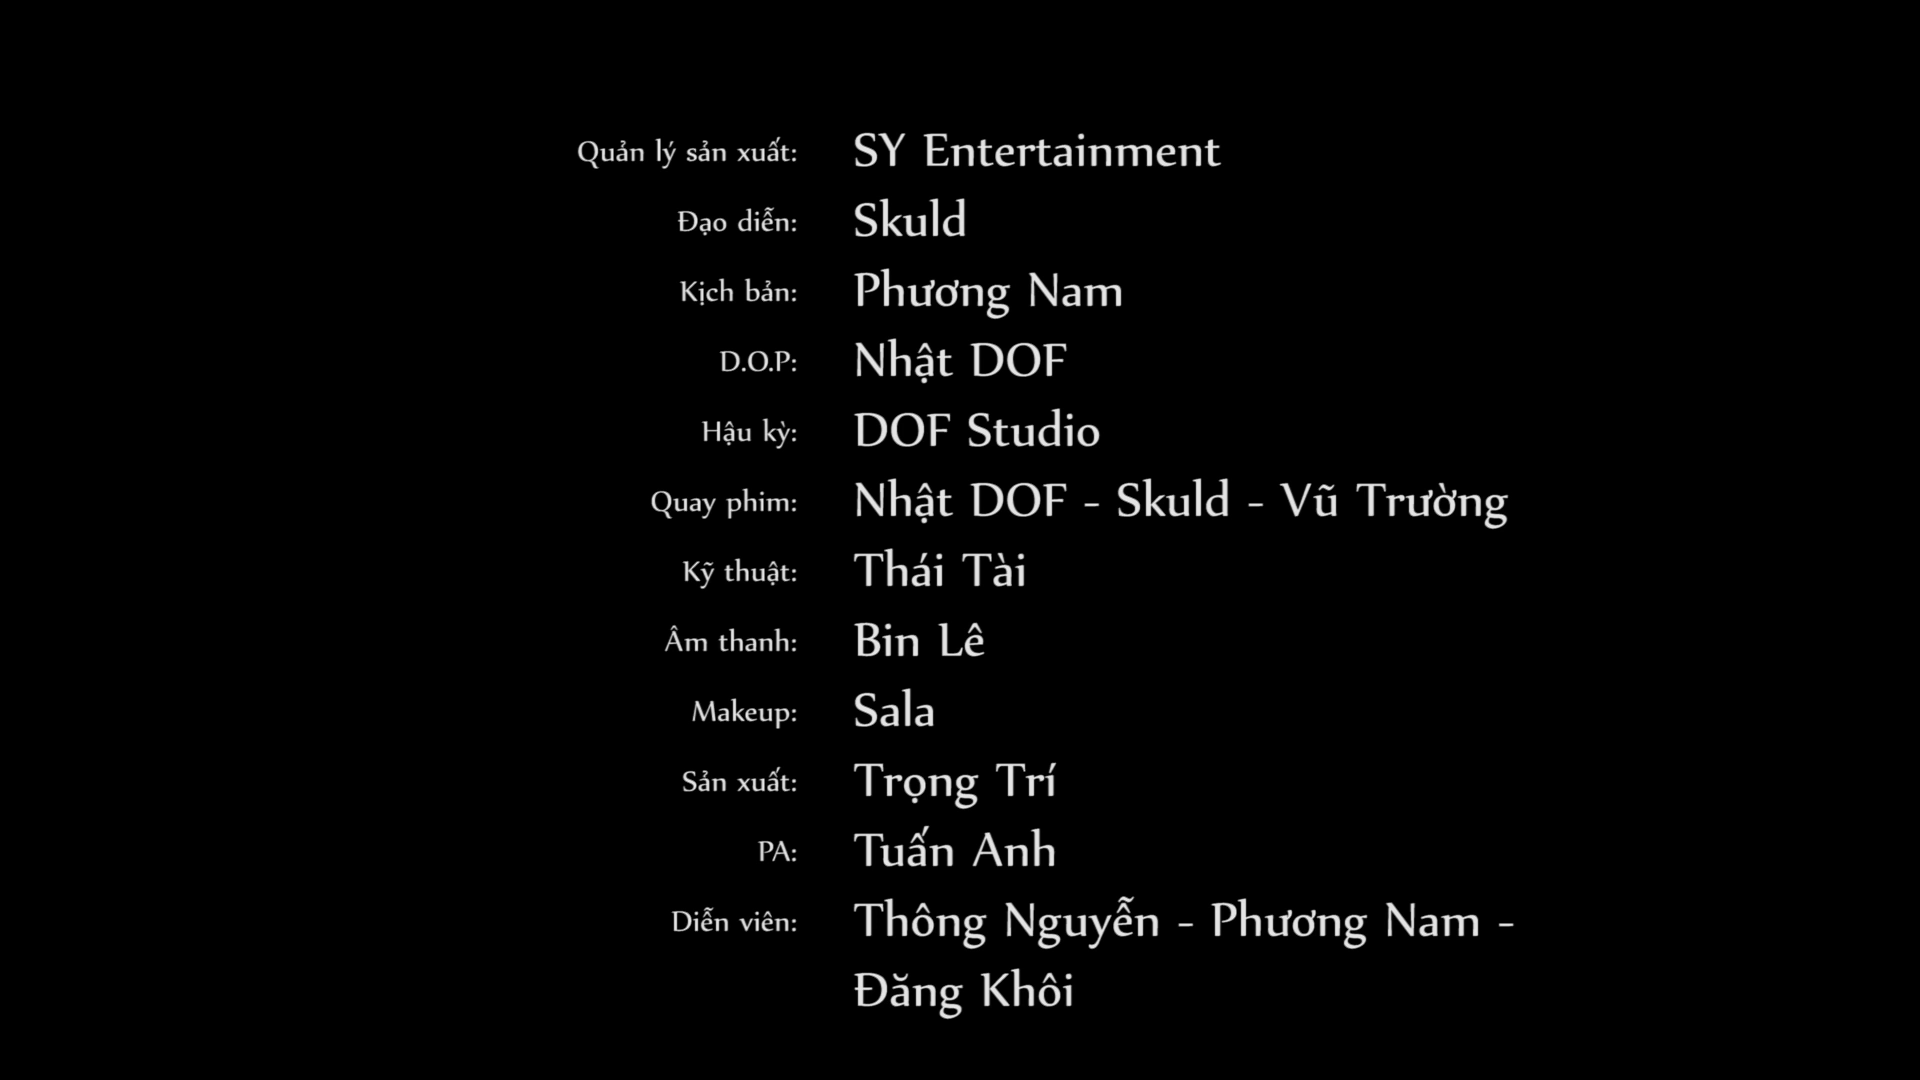 Quản lý sản xuất: SY Entertainment
Đạo diễn: Skuld
Kịch bản: Phương Nam
D.O.P: Nhật DOF
Hậu kỳ: DOF Studio
Quay phim: Nhật DOF - Skuld - Vũ Trường
Kỹ thuật: Thái Tài
Âm thanh: Bin Lê
Makeup: Sala
Sản xuất: Trọng Trí
PA: Tuấn Anh
Diễn viên: Thông Nguyễn - Phương Nam -
Đăng Khôi